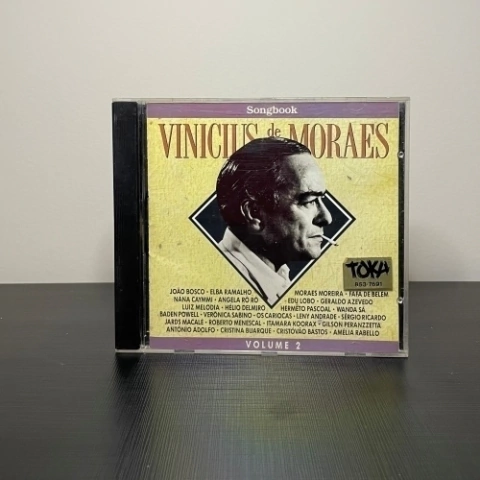 Songbook
VINICIUS de MORAES
TOKA
JOÃO BOSCO • ELBA RAMALHO MORAES MOREIRA • FAFÁ DE BELÉM
NANA CAYMMI • ANGELA RÔ RÔ EDU LOBO • GERALDO AZEVEDO
LUIZ MELODIA • HÉLIO DELMIRO HERMETO PASCOAL • WANDA SÁ
BADEN POWELL • VERÔNICA SABINO • OS CARIOCAS • LENY ANDRADE • SÉRGIO RICARDO
JARDS MACALÉ • ROBERTO MENESCAL • ITAMARA KOORAX • GILSON PERANZZETTA
ANTONIO ADOLFO • CRISTINA BUARQUE • CRISTOVÃO BASTOS • AMELIA RABELLO
VOLUME 2